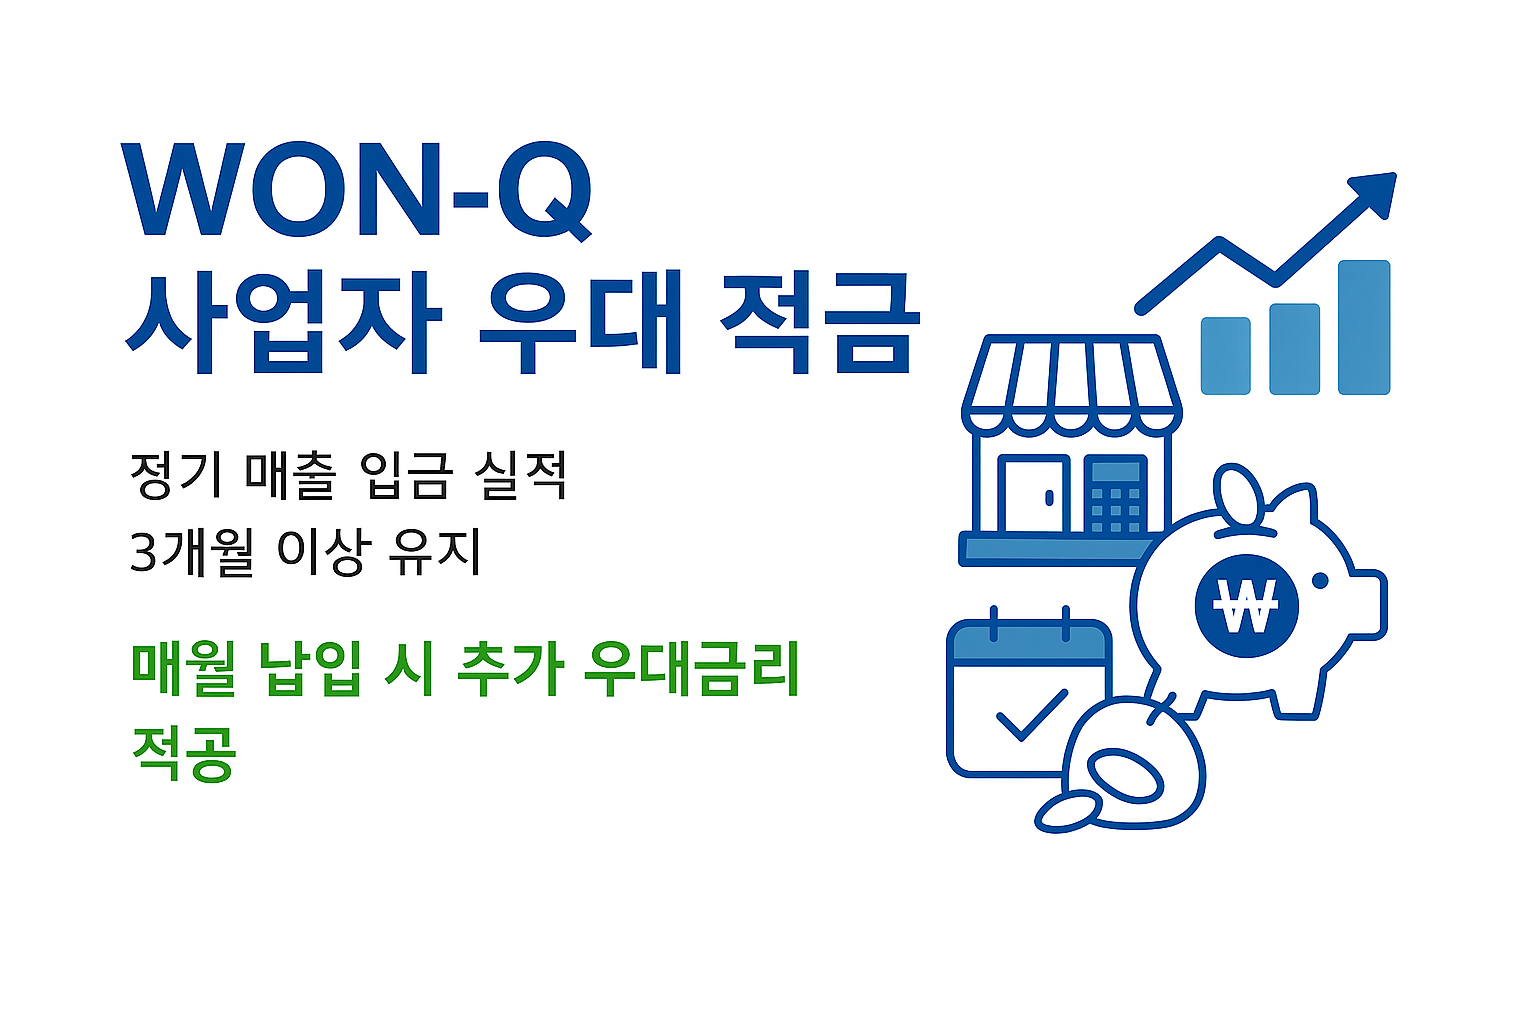 WON-Q
사업자 우대 적금
정기 매출 입금 실적
3개월 이상 유지
매월 납입 시 추가 우대금리
적공
₩